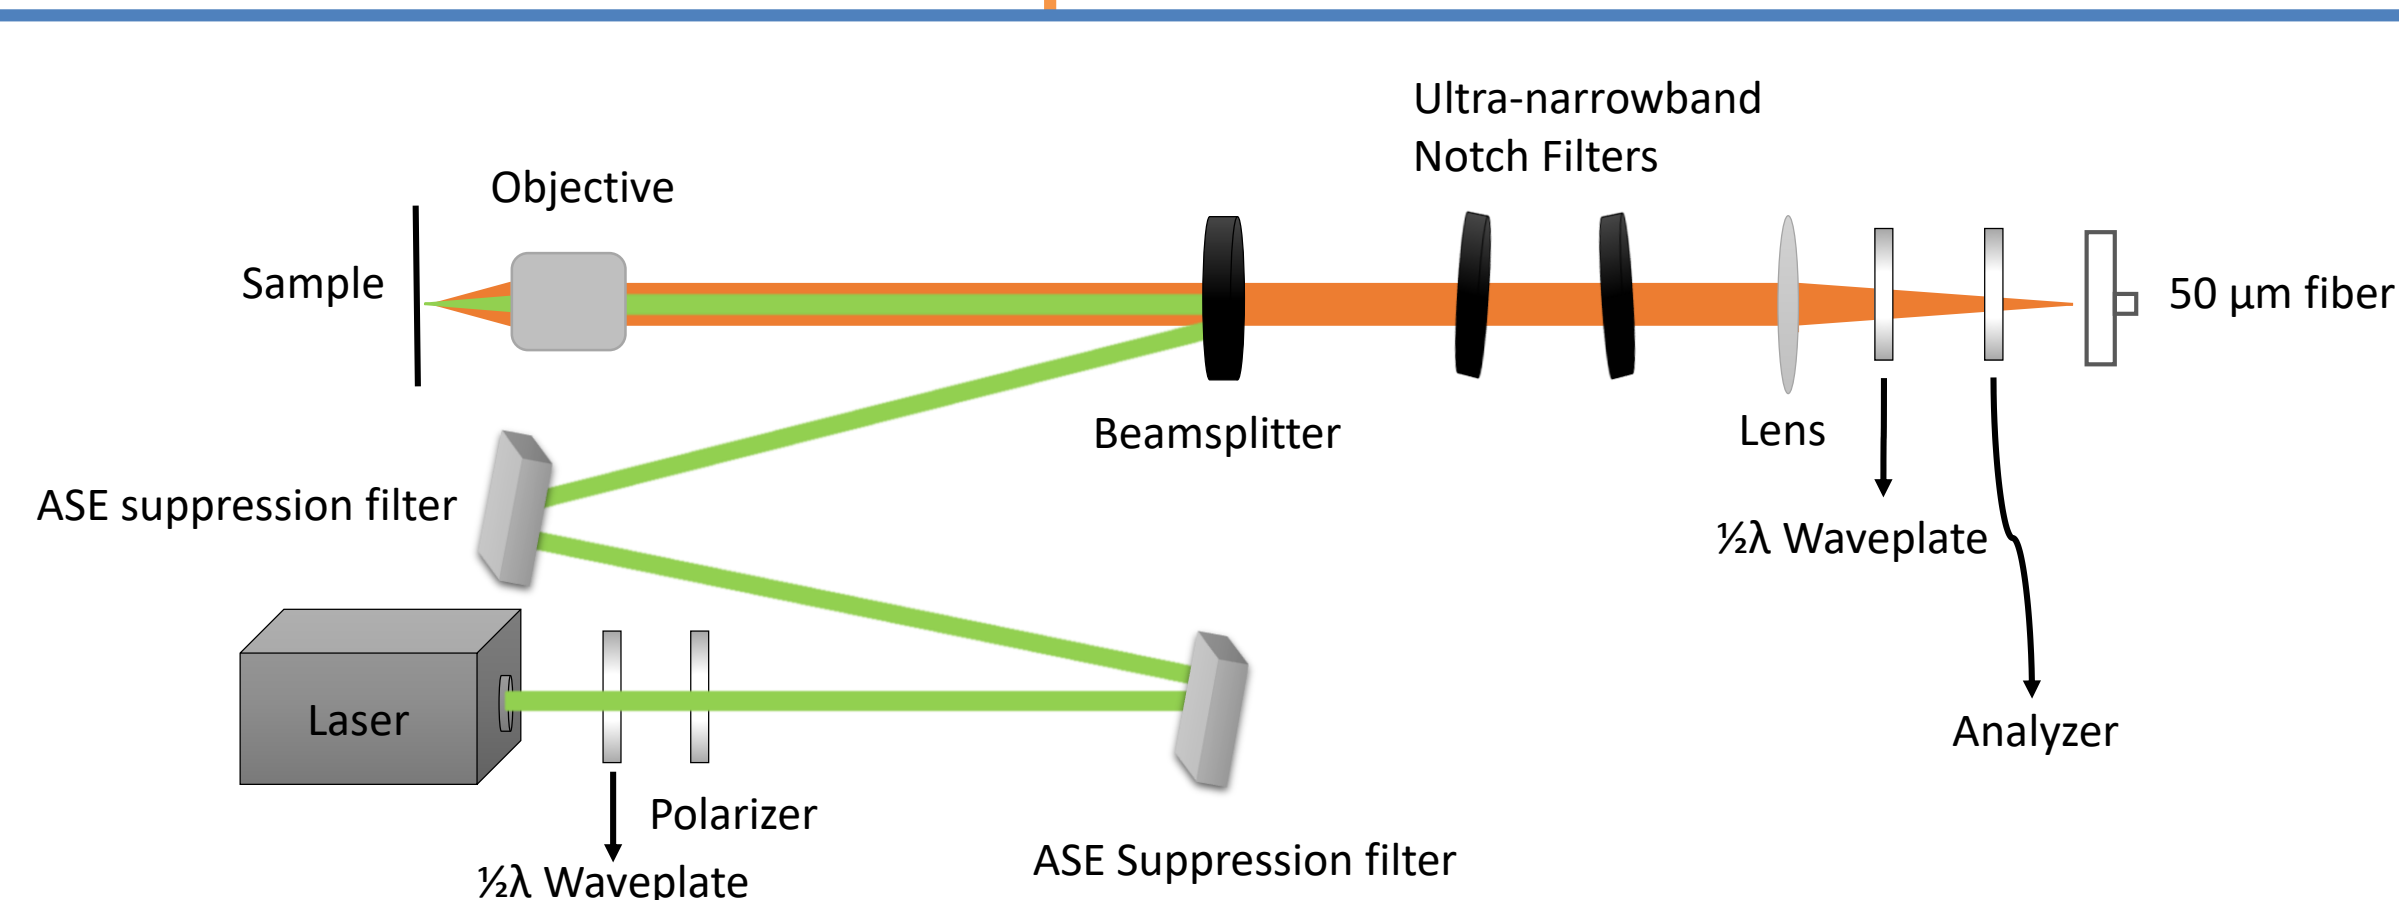 Ultra-narrowband
Notch Filters
Objective
Sample
50 µm fiber
Beamsplitter
Lens
ASE suppression filter
½λ Waveplate
Laser
Analyzer
Polarizer
ASE Suppression filter
½λ Waveplate